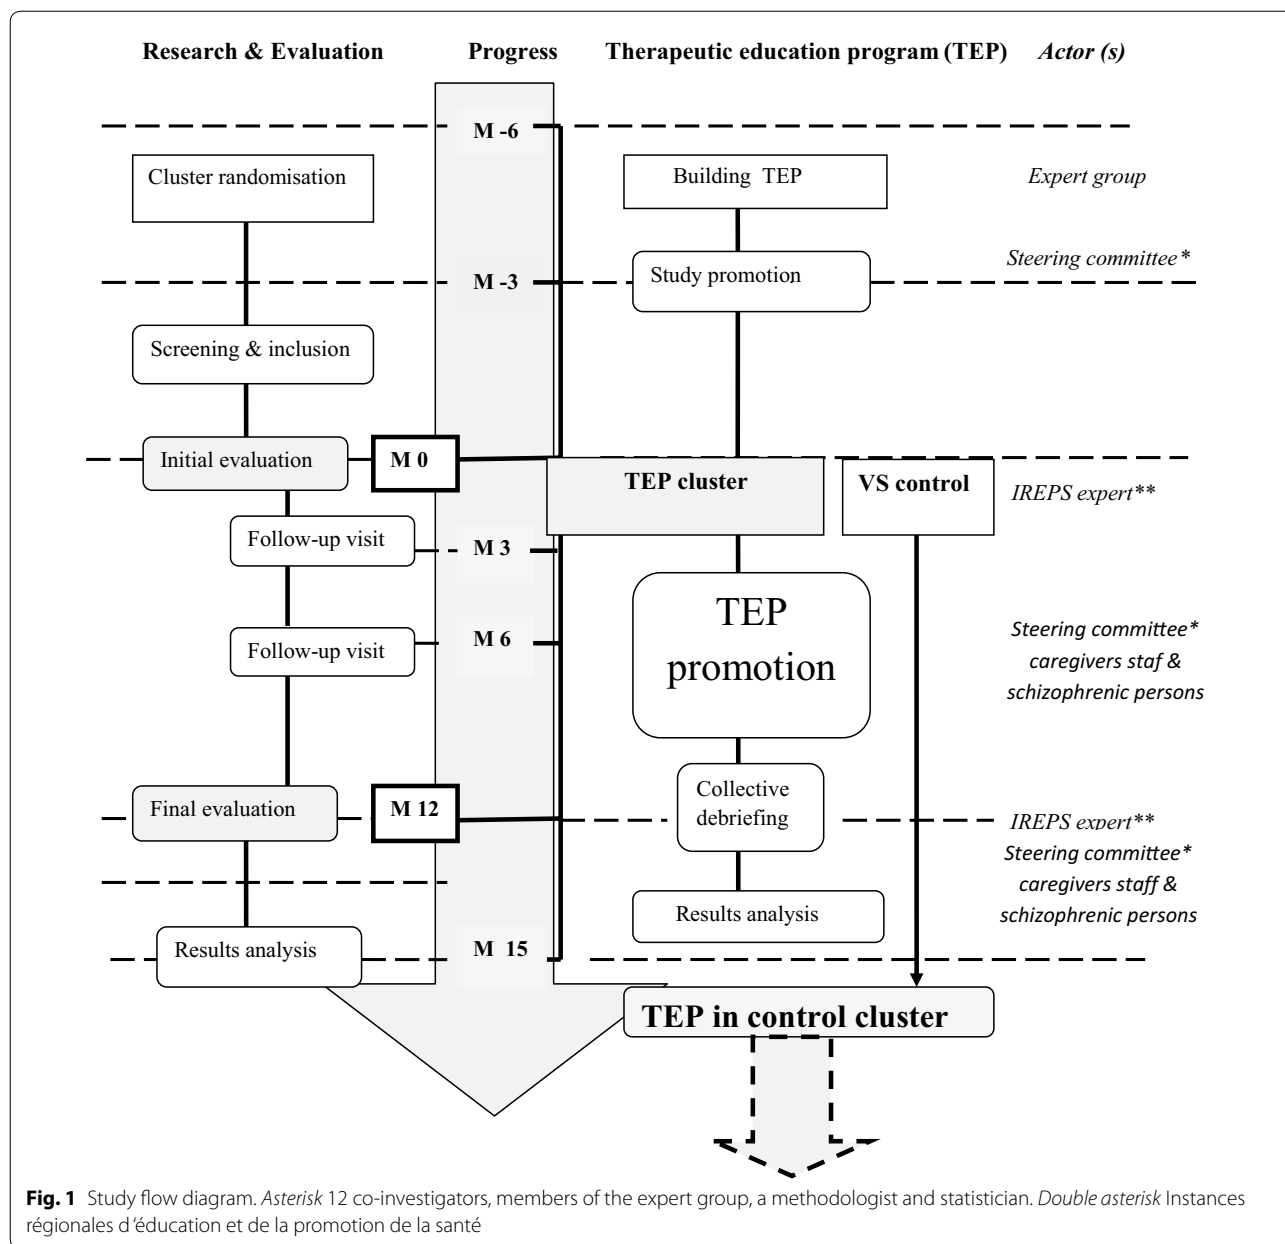 Research & Evaluation
Progress
Therapeutic education program (TEP)
Actor (s)
M -6
Cluster randomisation
Building TEP
Expert group
Steering committee*
M -3
Study promotion
Screening & inclusion
Initial evaluation
M 0
TEP cluster
VS control
IREPS expert**
Follow-up visit
M 3
TEP
promotion
Follow-up visit
M 6
Steering committee*
caregivers staf &
schizophrenic persons
Final evaluation
M 12
Collective
debriefing
IREPS expert**
Steering committee*
caregivers staff &
schizophrenic persons
Results analysis
Results analysis
M 15
TEP in control cluster
Fig. 1 Study flow diagram. Asterisk 12 co-investigators, members of the expert group, a methodologist and statistician. Double asterisk Instances
régionales d'éducation et de la promotion de la santé